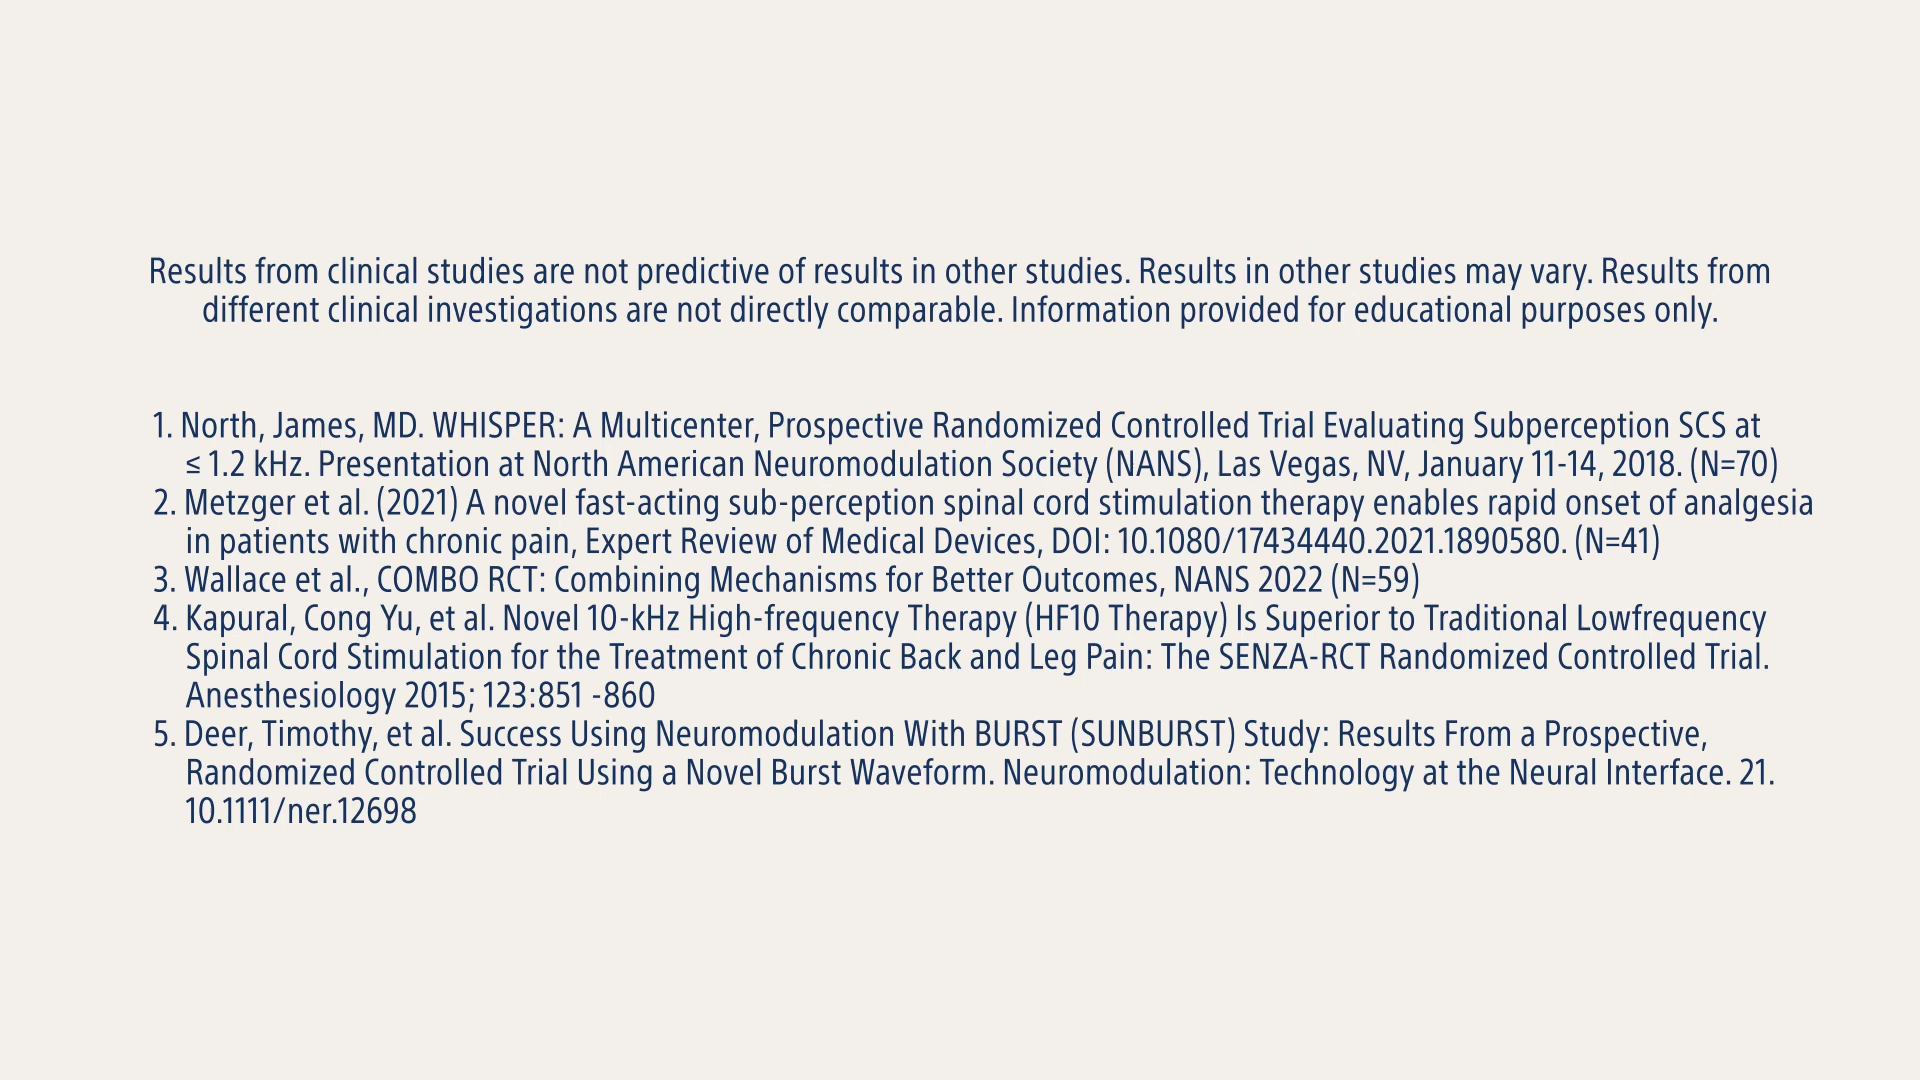 Results from clinical studies are not predictive of results in other studies. Results in other studies may vary. Results from
different clinical investigations are not directly comparable. Information provided for educational purposes only.
1. North, James, MD. WHISPER: A Multicenter, Prospective Randomized Controlled Trial Evaluating Subperception SCS at
≤ 1.2 kHz. Presentation at North American Neuromodulation Society (NANS), Las Vegas, NV, January 11-14, 2018. (N=70)
2. Metzger et al. (2021) A novel fast-acting sub-perception spinal cord stimulation therapy enables rapid onset of analgesia
in patients with chronic pain, Expert Review of Medical Devices, DOI: 10.1080/17434440.2021.1890580. (N=41)
3. Wallace et al., COMBO RCT: Combining Mechanisms for Better Outcomes, NANS 2022 (N=59)
4. Kapural, Cong Yu, et al. Novel 10-kHz High-frequency Therapy (HF10 Therapy) Is Superior to Traditional Lowfrequency
Spinal Cord Stimulation for the Treatment of Chronic Back and Leg Pain: The SENZA-RCT Randomized Controlled Trial.
Anesthesiology 2015; 123:851 -860
5. Deer, Timothy, et al. Success Using Neuromodulation With BURST (SUNBURST) Study: Results From a Prospective,
Randomized Controlled Trial Using a Novel Burst Waveform. Neuromodulation: Technology at the Neural Interface. 21.
10.1111/ner.12698